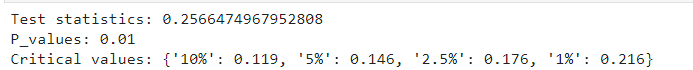 Test statistics: 0.2566474967952808
P_values: 0.01
Critical values: {'10%': 0.119, '5%': 0.146, '2.5%': 0.176, '1%': 0.216}